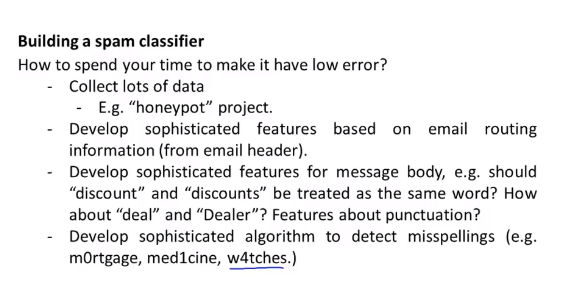 Building a spam classifier
How to spend your time to make it have low error?
- Collect lots of data
- E.g. “honeypot” project.
- Develop sophisticated features based on email routing
information (from email header).
- Develop sophisticated features for message body, e.g. should
“discount” and “discounts” be treated as the same word? How
about “deal” and “Dealer”? Features about punctuation?
- Develop sophisticated algorithm to detect misspellings (e.g.
m0rtgage, med1cine, w4tches.)